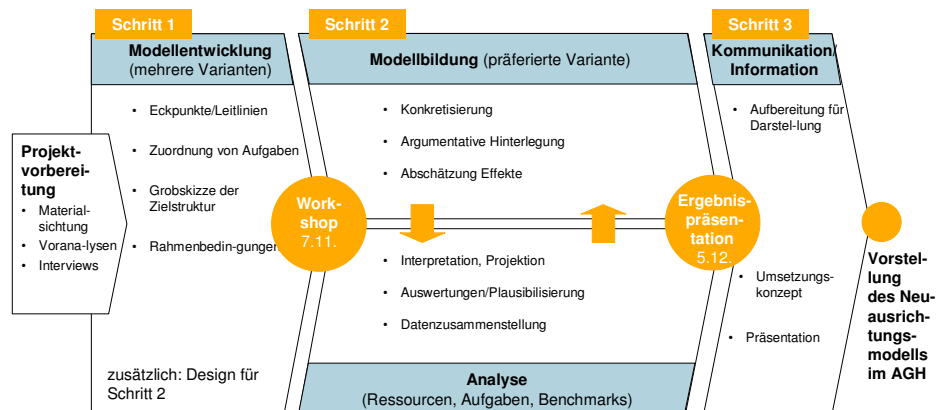 Schritt 1
Schritt 2
Schritt 3
Modellentwicklung
(mehrere Varianten)
Modellbildung (präferierte Variante)
Kommunikation/
Information
Projekt-
vorberei-
tung
• Material-
sichtung
• Vorana-lysen
• Interviews
• Eckpunkte/Leitlinien
• Zuordnung von Aufgaben
• Grobskizze der
Zielstruktur
• Rahmenbedin-gungen
zusätzlich: Design für
Schritt 2
Work-
shop
7.11.
• Konkretisierung
• Argumentative Hinterlegung
• Abschätzung Effekte
• Interpretation, Projektion
• Auswertungen/Plausibilisierung
• Datenzusammenstellung
Analyse
(Ressourcen, Aufgaben, Benchmarks)
Ergebnis-
präsen-
tation
5.12.
• Aufbereitung für
Darstel-lung
• Umsetzungs-
konzept
• Präsentation
Vorstel-
lung
des Neu-
ausrich-
tungs-
modells
im AGH